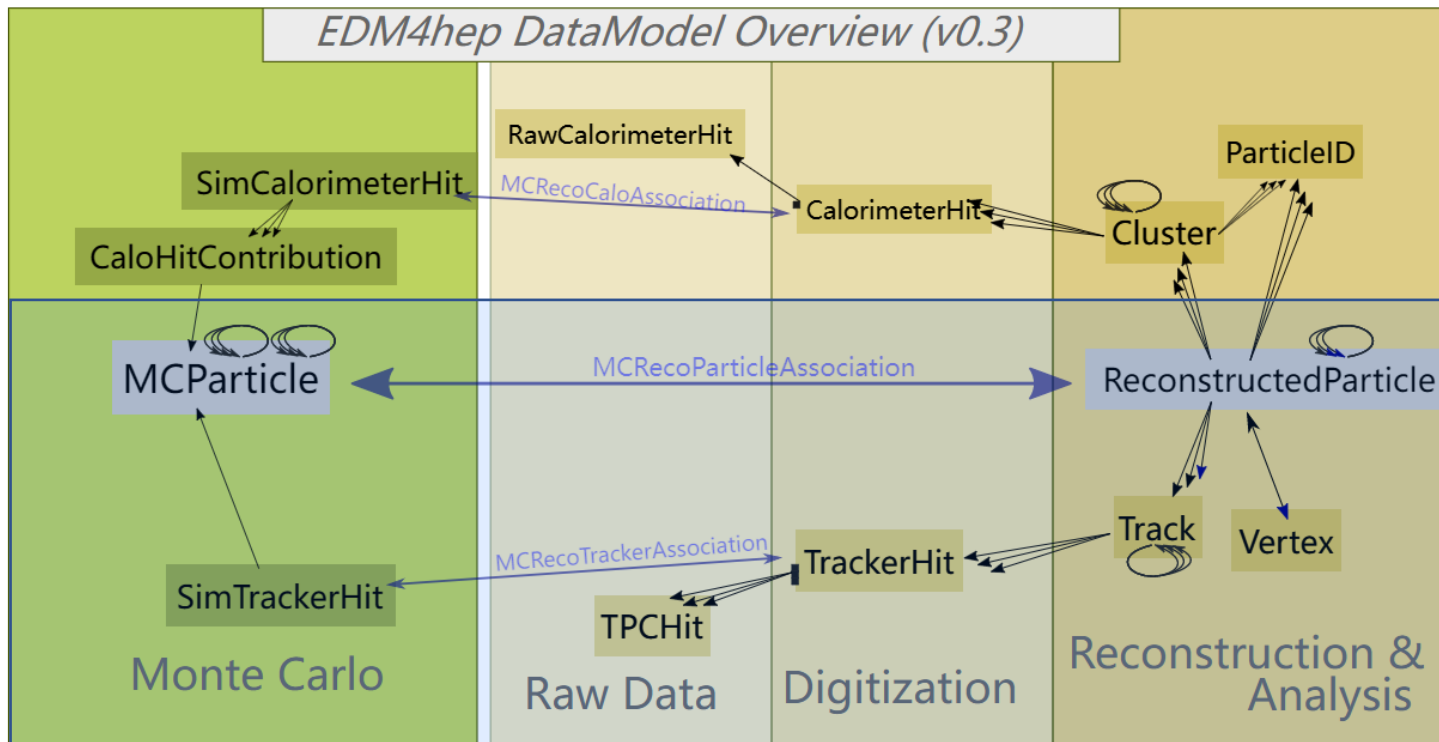 EDM4hep DataModel Overview (v0.3)
RawCalorimeterHit
ParticleID
SimCalorimeterHit
MCRecoCaloAssociation
CalorimeterHit
Cluster
CaloHitContribution
MCParticle
MCRecoParticleAssociation
ReconstructedParticle
MCRecoTrackerAssociation
TrackerHit
Track
Vertex
SimTrackerHit
TPCHit
Monte Carlo
Raw Data
Digitization
Reconstruction &
Analysis